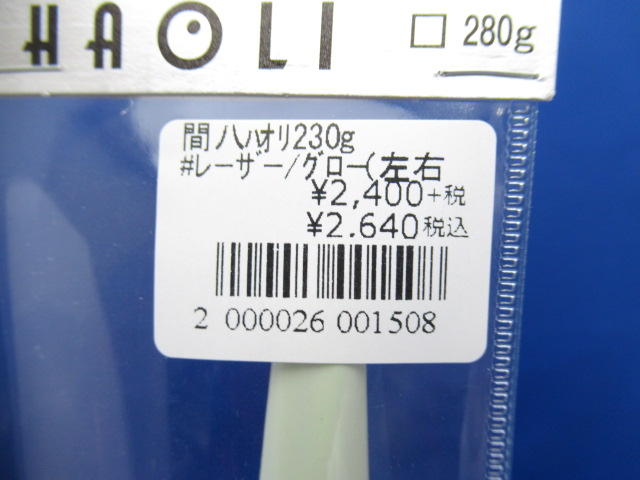 HAOLI
□ 280g
間 ハハオリ230g
#レーザー/グロー(左右
¥2,400+税
¥2.640税込
2 000026 001508